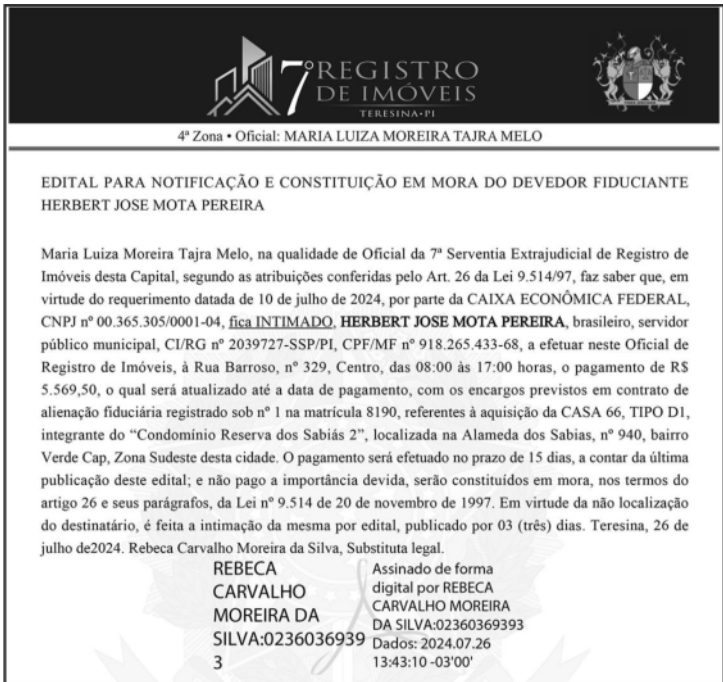 7º REGISTRO
DE IMÓVEIS
TERESINA-PI
4ª Zona • Oficial: MARIA LUIZA MOREIRA TAJRA MELO
EDITAL PARA NOTIFICAÇÃO E CONSTITUIÇÃO EM MORA DO DEVEDOR FIDUCIANTE
HERBERT JOSE MOTA PEREIRA
Maria Luiza Moreira Tajra Melo, na qualidade de Oficial da 7ª Serventia Extrajudicial de Registro de
Imóveis desta Capital, segundo as atribuições conferidas pelo Art. 26 da Lei 9.514/97, faz saber que, em
virtude do requerimento datada de 10 de julho de 2024, por parte da CAIXA ECONÔMICA FEDERAL,
CNPJ nº 00.365.305/0001-04, fica INTIMADO, HERBERT JOSE MOTA PEREIRA, brasileiro, servidor
público municipal, CI/RG nº 2039727-SSP/PI, CPF/MF nº 918.265.433-68, a efetuar neste Oficial de
Registro de Imóveis, à Rua Barroso, nº 329, Centro, das 08:00 às 17:00 horas, o pagamento de R$
5.569,50, o qual será atualizado até a data de pagamento, com os encargos previstos em contrato de
alienação fiduciária registrado sob nº 1 na matrícula 8190, referentes à aquisição da CASA 66, TIPO D1,
integrante do “Condomínio Reserva dos Sabiás 2”, localizada na Alameda dos Sabias, nº 940, bairro
Verde Cap, Zona Sudeste desta cidade. O pagamento será efetuado no prazo de 15 dias, a contar da última
publicação deste edital; e não pago a importância devida, serão constituídos em mora, nos termos do
artigo 26 e seus parágrafos, da Lei nº 9.514 de 20 de novembro de 1997. Em virtude da não localização
do destinatário, é feita a intimação da mesma por edital, publicado por 03 (três) dias. Teresina, 26 de
julho de2024. Rebeca Carvalho Moreira da Silva, Substituta legal.
REBECA
CARVALHO
MOREIRA DA
SILVA:0236036939
3
Assinado de forma
digital por REBECA
CARVALHO MOREIRA
DA SILVA:02360369393
Dados: 2024.07.26
13:43:10 -03'00'